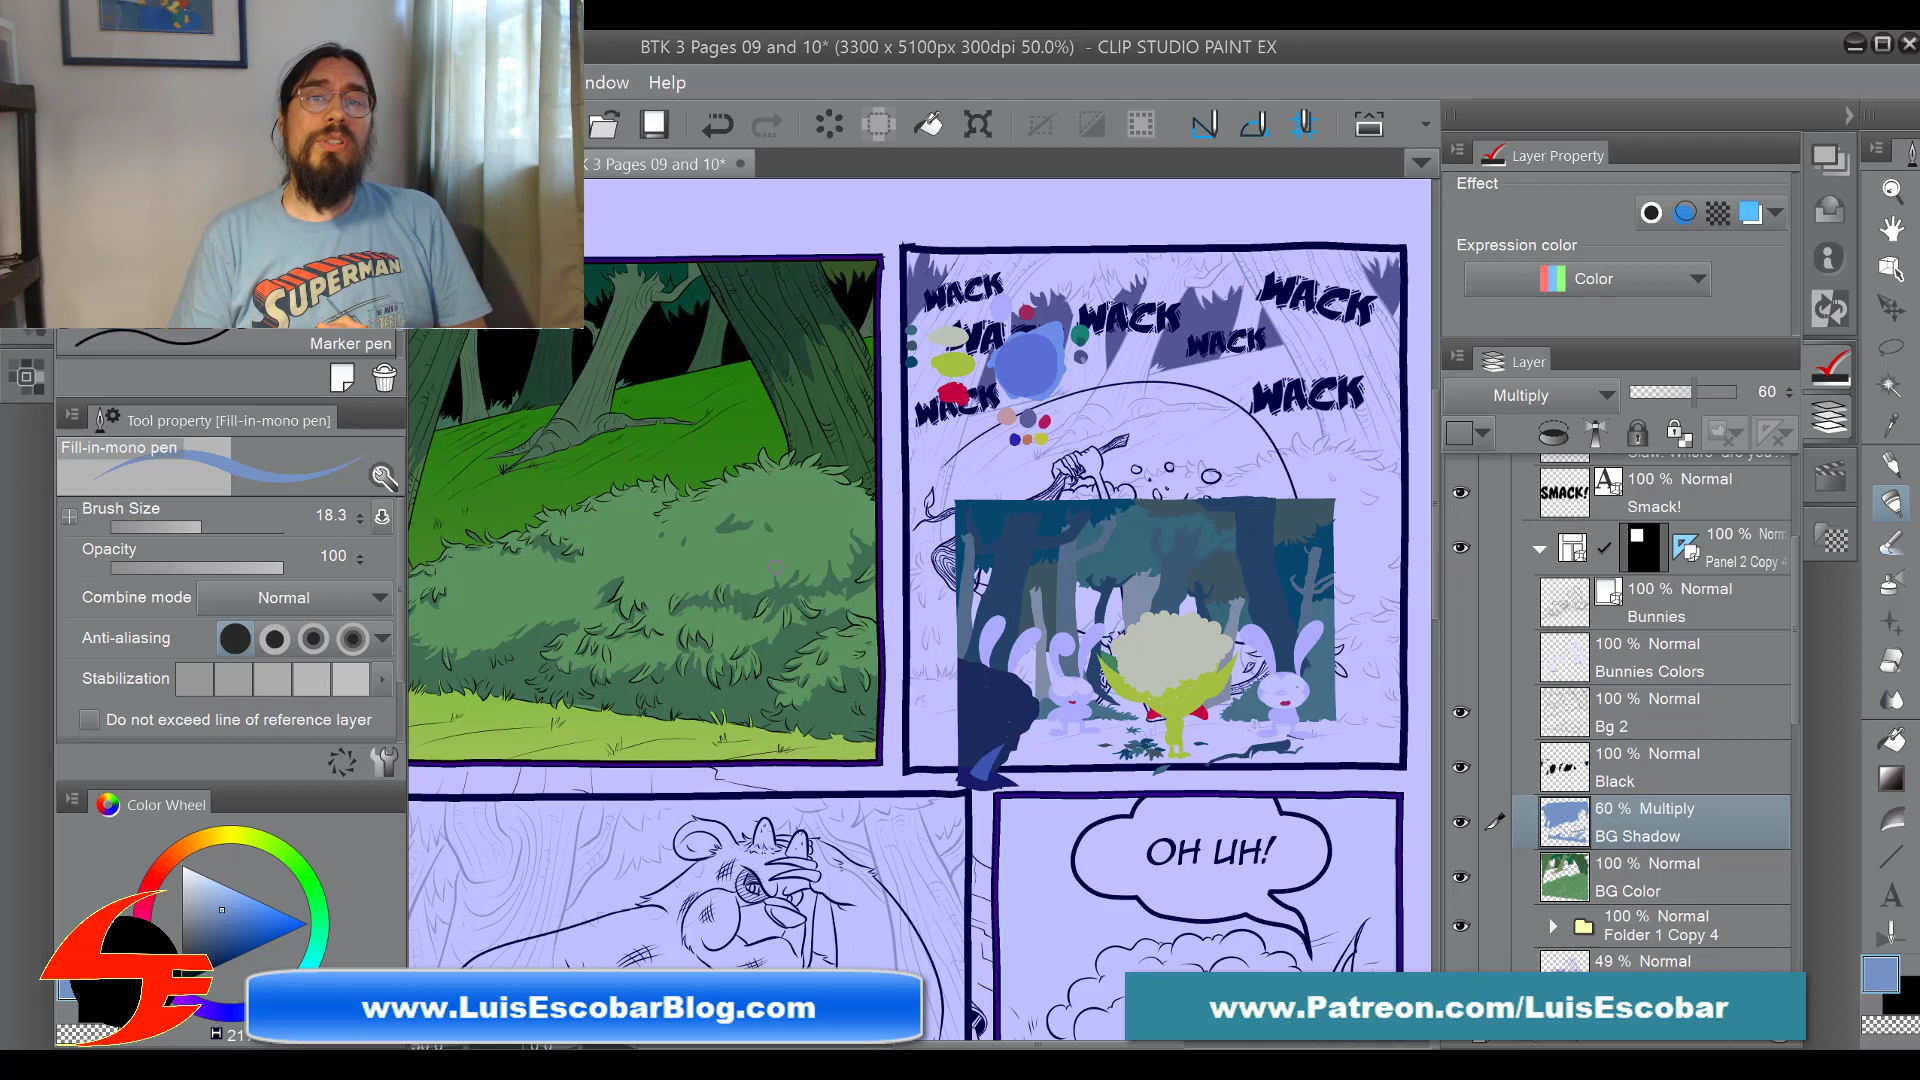 BTK 3 Pages 09 and 10* (3300 x 5100px 300dpi 50.0%) - CLIP STUDIO PAINT EX
ndow Help
3 Pages 09 and 10*
SUPERMAN
Marker pen
Tool property [Fill-in-mono pen]
Fill-in-mono pen
Brush Size 18.3
Opacity 100
Combine mode Normal
Anti-aliasing
Stabilization
Do not exceed line of reference layer
Color Wheel
H 21
WACK
WACK
WACK
WACK
WA
WACK
WACK
WACK
OH UH!
Layer Property
Effect
Expression color
Color
Layer
Multiply 60
SMACK! A 100 % Normal
Smack!
100 % Norm
Panel 2 Copy 4
100 % Normal
Bunnies
100 % Normal
Bunnies Colors
100 % Normal
Bg 2
100 % Normal
Black
60 % Multiply
BG Shadow
100 % Normal
BG Color
100 % Normal
Folder 1 Copy 4
49 % Normal
www.LuisEscobarBlog.com
www.Patreon.com/LuisEscobar